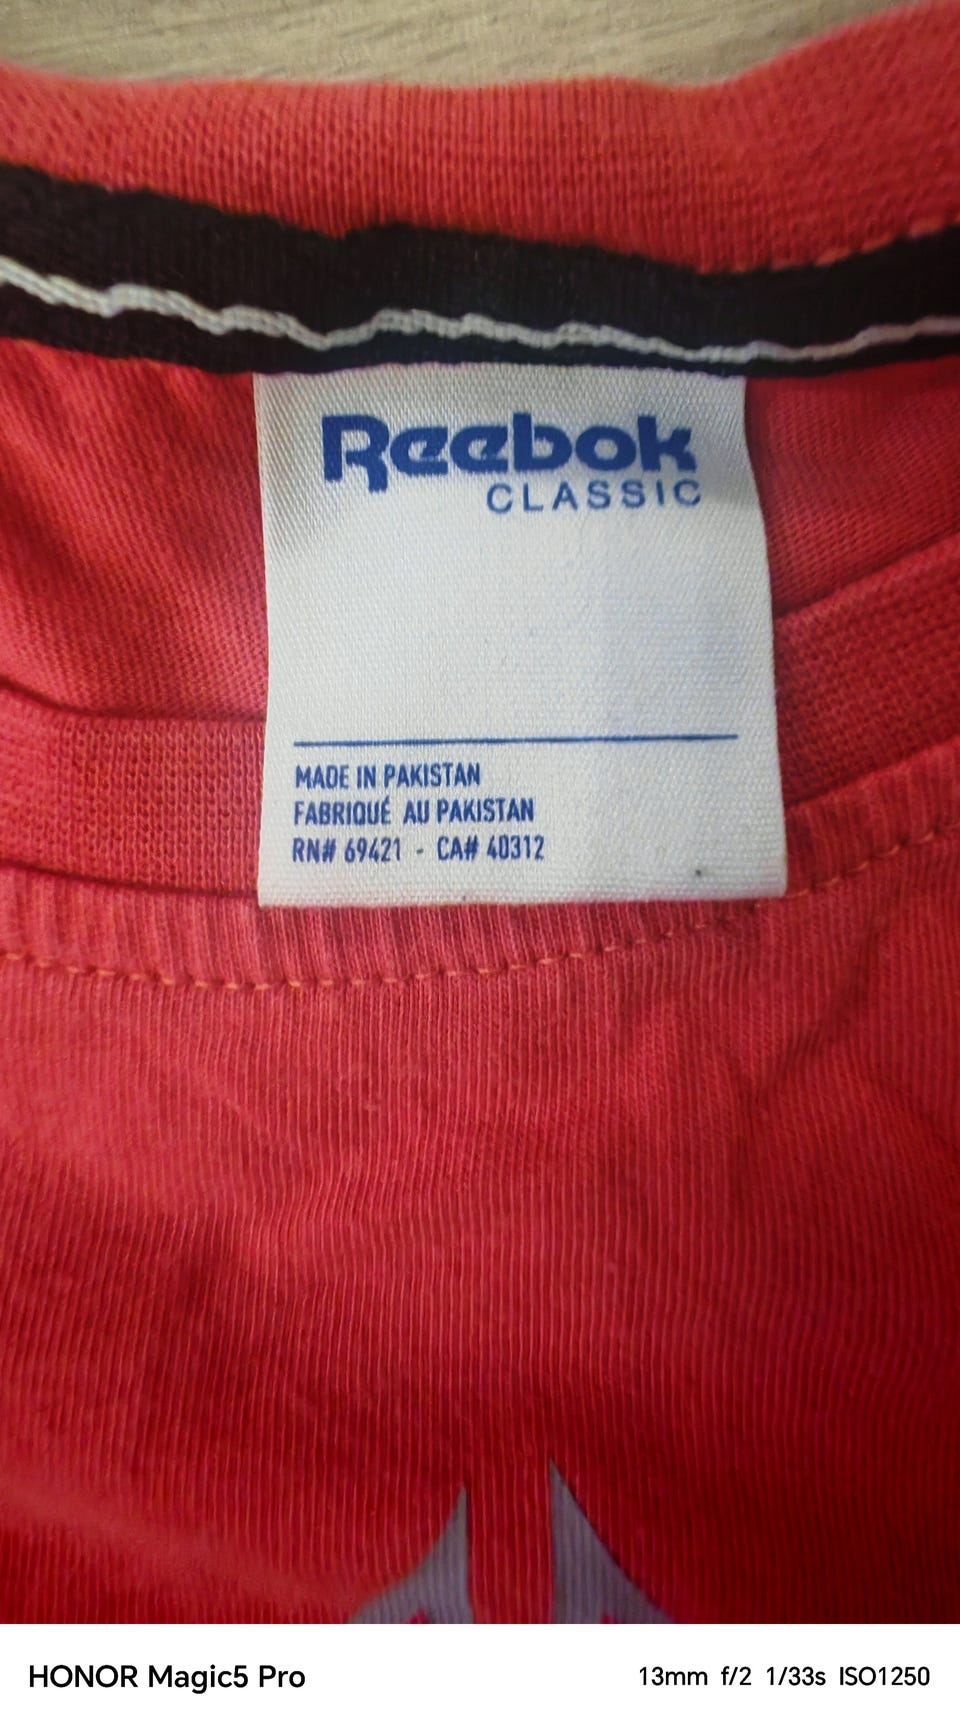 Reebok
CLASSIC
MADE IN PAKISTAN
FABRIQUÉ AU PAKISTAN
RN# 69421 - CA# 40312
HONOR Magic5 Pro 13mm f/2 1/33s ISO1250